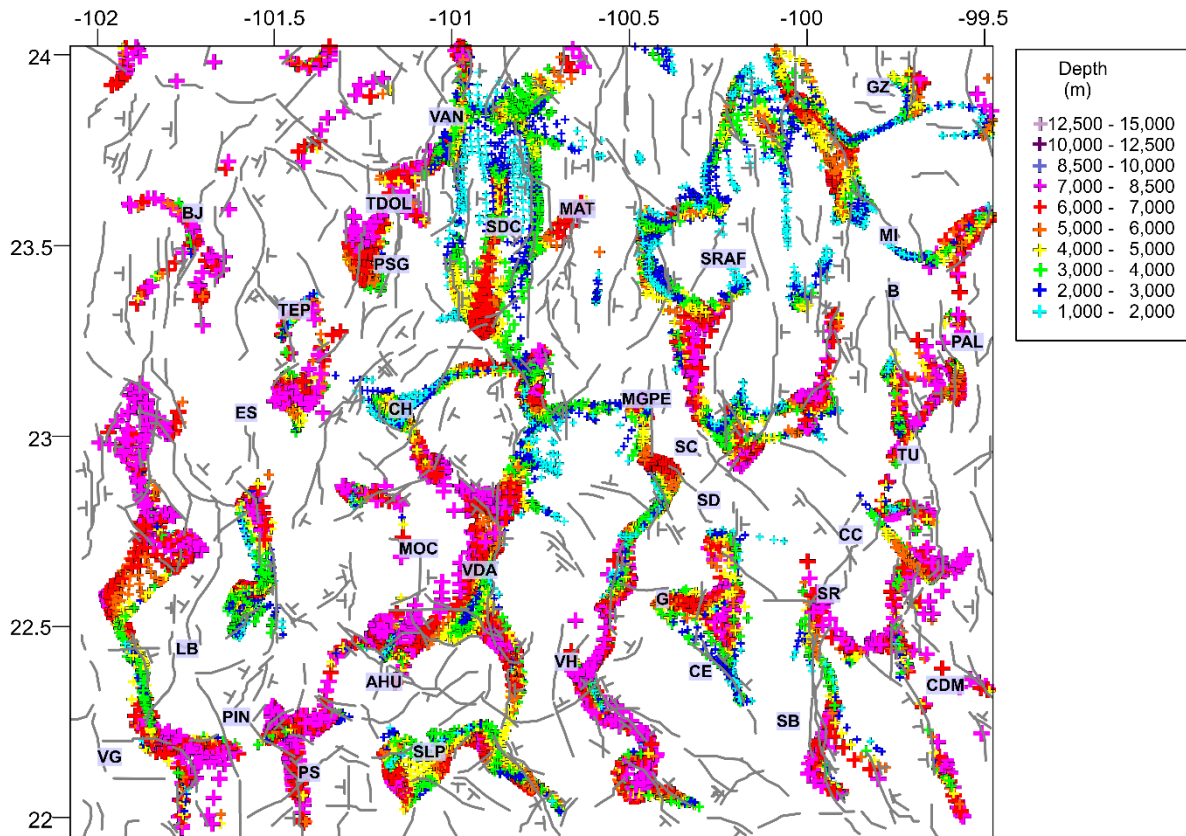 -102 -101.5 -101 -100.5 -100 -99.5
24
23.5
23
22.5
22
GZ
VAN
TDOL
BJ
MAT
SDC
MI
PSG
SRAF
B
TEP
PAL
MGPE
CH
ES
SC
TU
SD
CC
MOC
VDA
G
SR
LB
VH
CE
AHU
CDM
PIN
SB
VG
SLP
PS
Depth
(m)
12,500 - 15,000
10,000 - 12,500
8,500 - 10,000
7,000 - 8,500
6,000 - 7,000
5,000 - 6,000
4,000 - 5,000
3,000 - 4,000
2,000 - 3,000
1,000 - 2,000